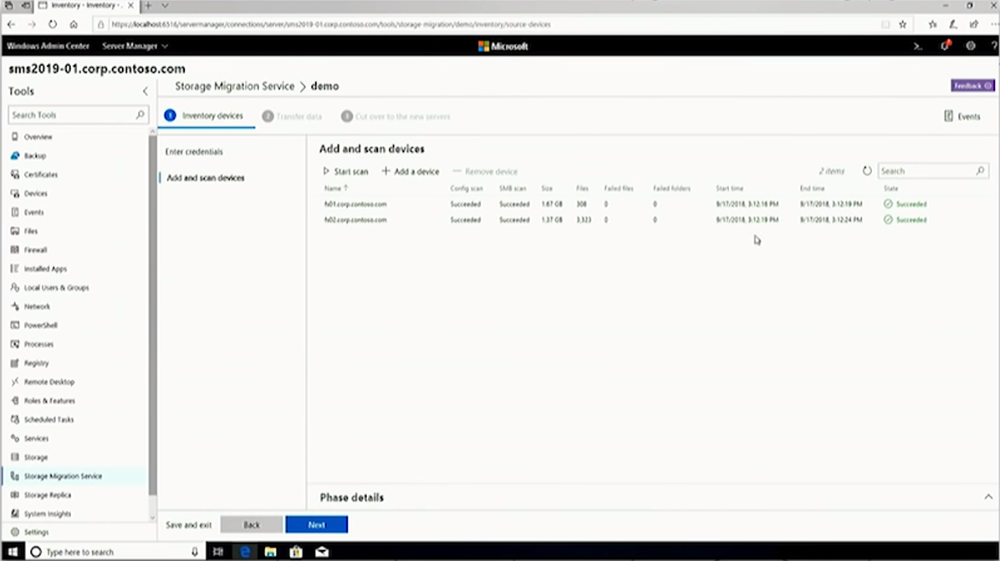 Inventory - Inventory - .
https://localhost:6516/servermanager/connections/server/sms2019-01.corp.contoso.com/tools/storage-migration/demo/inventory/source-devices
Windows Admin Center Server Manager Microsoft
sms2019-01.corp.contoso.com
Tools
Storage Migration Service > demo
Feedback
Search Tools
1 Inventory devices 2 Transfer data 3 Cut over to the new servers
Events
Overview
Backup
Certificates
Devices
Events
Files
Firewall
Installed Apps
Local Users & Groups
Network
PowerShell
Processes
Registry
Remote Desktop
Roles & Features
Scheduled Tasks
Services
Storage
Storage Migration Service
Storage Replica
System Insights
Settings
Enter credentials
Add and scan devices
Add and scan devices
Start scan + Add a device — Remove device 2 items Search
Name ↑ Config scan SMB scan Size Files Failed files Failed folders Start time End time State
fs01.corp.contoso.com Succeeded Succeeded 1.67 GB 308 0 0 9/17/2018, 3:12:16 PM 9/17/2018, 3:12:19 PM Succeeded
fs02.corp.contoso.com Succeeded Succeeded 1.37 GB 3,323 0 0 9/17/2018, 3:12:19 PM 9/17/2018, 3:12:24 PM Succeeded
Phase details
Save and exit Back Next
Type here to search